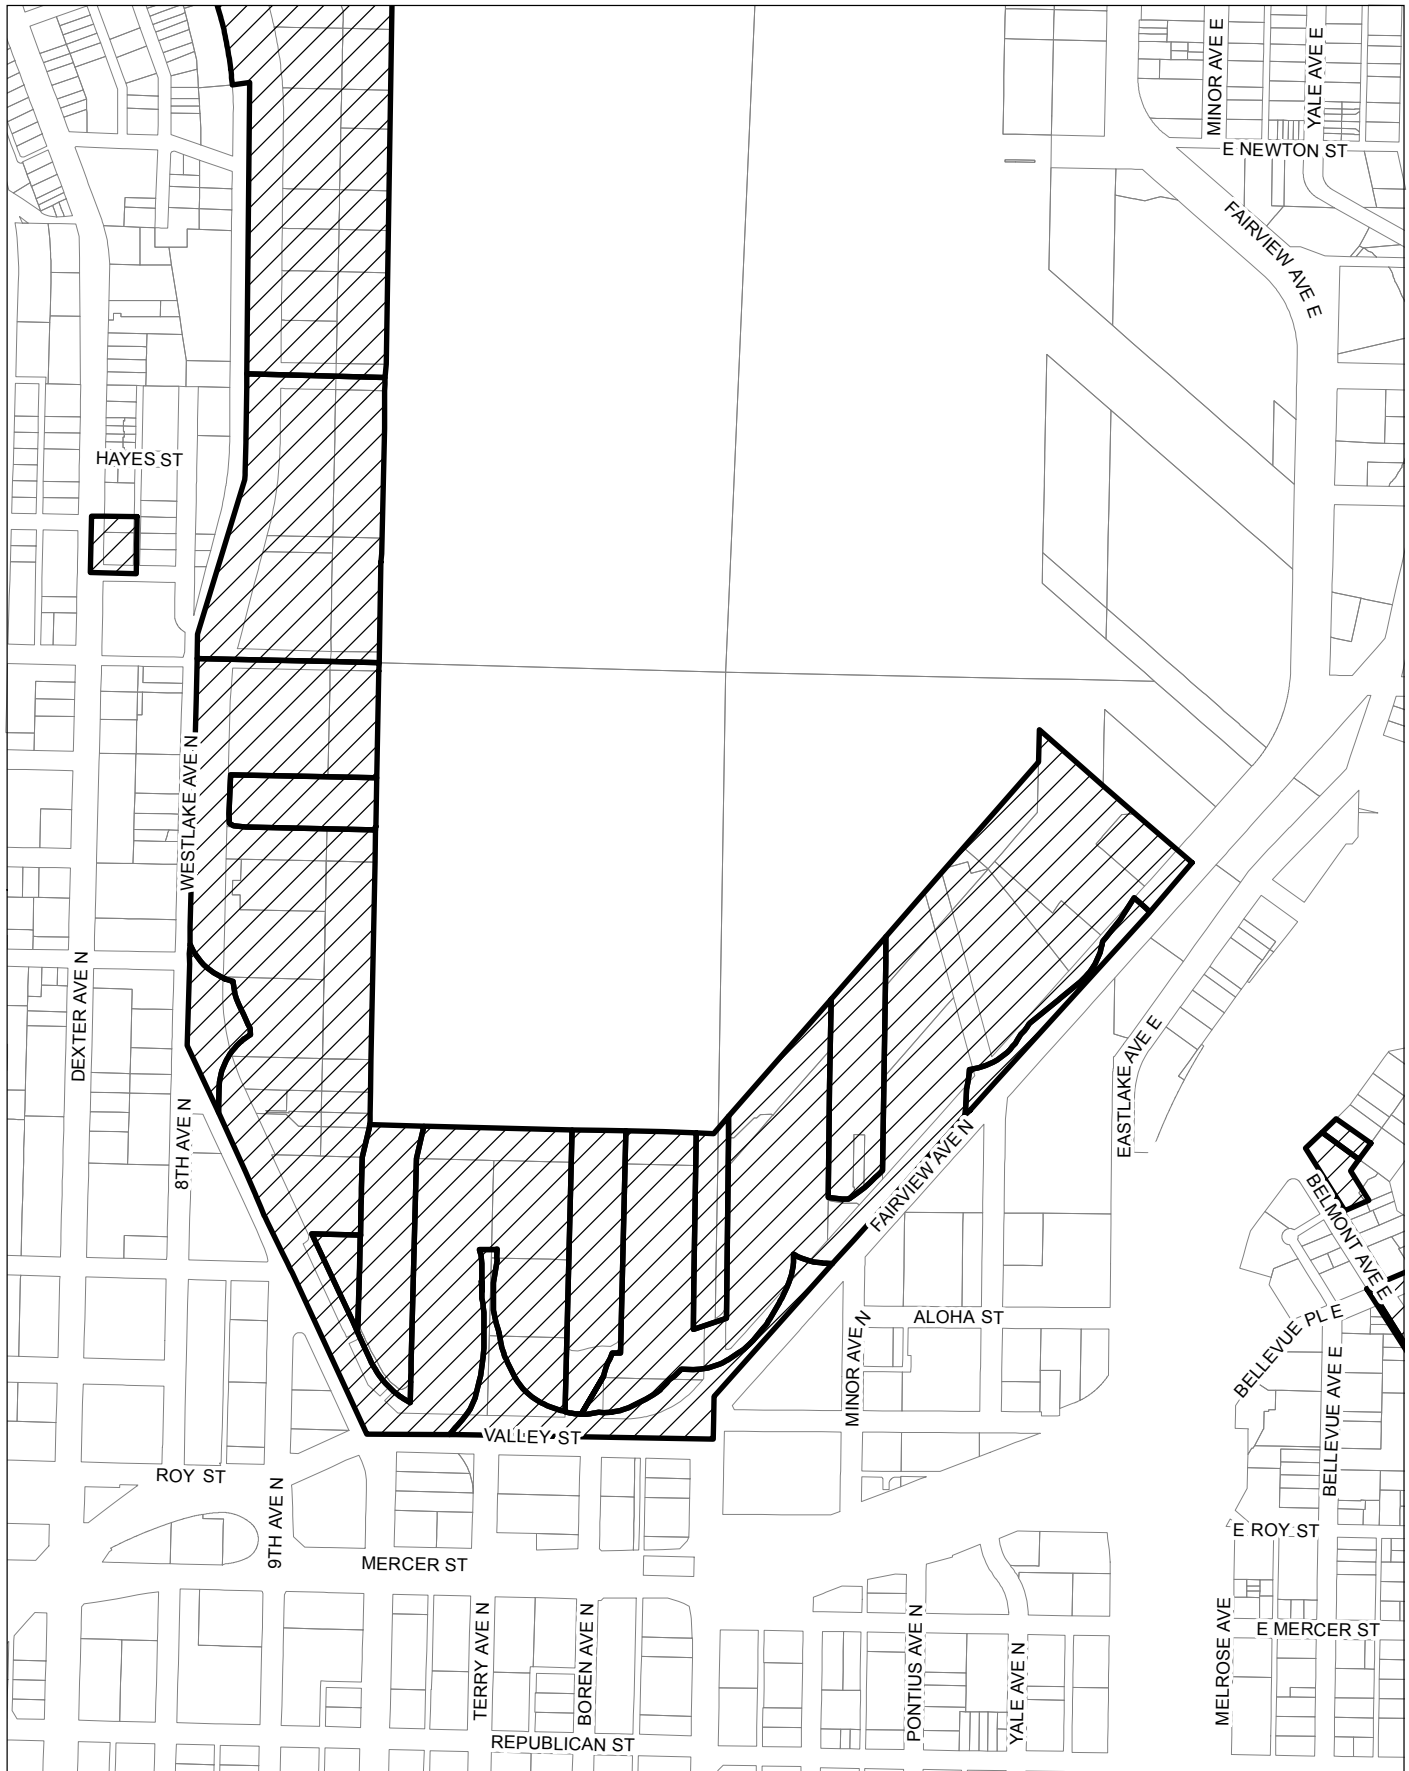 MINOR AVE E
YALE AVE E
E NEWTON ST
FAIRVIEW AVE E
HAYES ST
WESTLAKE AVE N
DEXTER AVE N
8TH AVE N
EASTLAKE AVE E
FAIRVIEW AVE N
BELMONT AVE E
ALOHA ST
MINOR AVE N
BELLEVUE PL E
BELLEVUE AVE E
VALLEY ST
ROY ST
9TH AVE N
MERCER ST
E ROY ST
TERRY AVE N
BOREN AVE N
PONTIUS AVE N
YALE AVE N
MELROSE AVE
E MERCER ST
REPUBLICAN ST